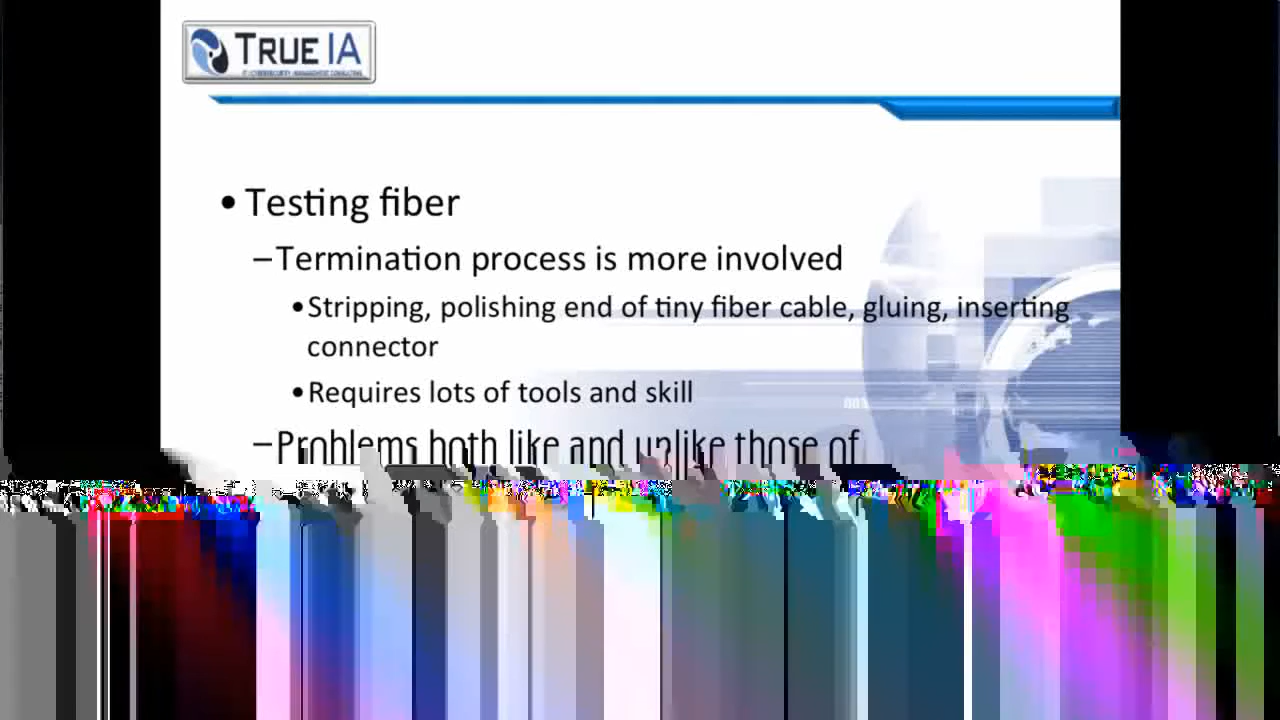 TRUE IA
• Testing fiber
–Termination process is more involved
•Stripping, polishing end of tiny fiber cable, gluing, inserting
connector
•Requires lots of tools and skill
–Problems both like and unlike those of